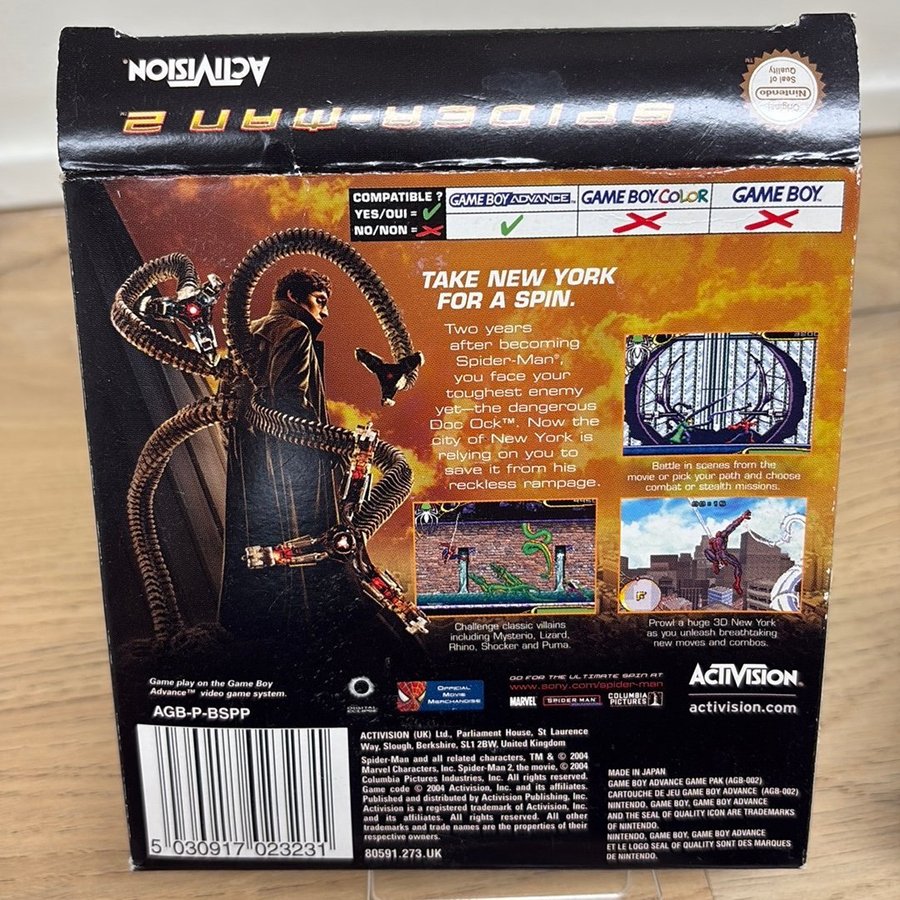 ACTIVISION.
SPIDER-MAN 2™
Original
Nintendo
Seal of
Quality
™
COMPATIBLE ?
YES/OUI =
NO/NON =
GAME BOY ADVANCE™
GAME BOY COLOR
GAME BOY™
TAKE NEW YORK
FOR A SPIN.
Two years
after becoming
Spider-Man®,
you face your
toughest enemy
yet—the dangerous
Doc Ock™. Now the
city of New York is
relying on you to
save it from his
reckless rampage.
Battle in scenes from the
movie or pick your path and choose
combat or stealth missions.
00:15
Challenge classic villains
including Mysterio, Lizard,
Rhino, Shocker and Puma.
Prowl a huge 3D New York
as you unleash breathtaking
new moves and combos.
Game play on the Game Boy
Advance™ video game system.
AGB-P-BSPP
DIGITAL
ECLIPSE
OFFICIAL
MOVIE
MERCHANDISE
GO FOR THE ULTIMATE SPIN AT
www.sony.com/spider-man
MARVEL
SPIDER-MAN
COLUMBIA
PICTURES
ACTIVISION.
activision.com
5 030917 023231
ACTIVISION (UK) Ltd., Parliament House, St Laurence
Way, Slough, Berkshire, SL1 2BW, United Kingdom
Spider-Man and all related characters, TM & © 2004
Marvel Characters, Inc. Spider-Man 2, the movie, © 2004
Columbia Pictures Industries, Inc. All rights reserved.
Game code © 2004 Activision, Inc. and its affiliates.
Published and distributed by Activision Publishing, Inc.
Activision is a registered trademark of Activision, Inc.
and its affiliates. All rights reserved. All other
trademarks and trade names are the properties of their
respective owners.
80591.273.UK
MADE IN JAPAN
GAME BOY ADVANCE GAME PAK (AGB-002)
CARTOUCHE DE JEU GAME BOY ADVANCE (AGB-002)
NINTENDO, GAME BOY, GAME BOY ADVANCE
AND THE SEAL OF QUALITY ICON ARE TRADEMARKS
OF NINTENDO.
NINTENDO, GAME BOY, GAME BOY ADVANCE
ET LE LOGO SEAL OF QUALITY SONT DES MARQUES
DE NINTENDO.